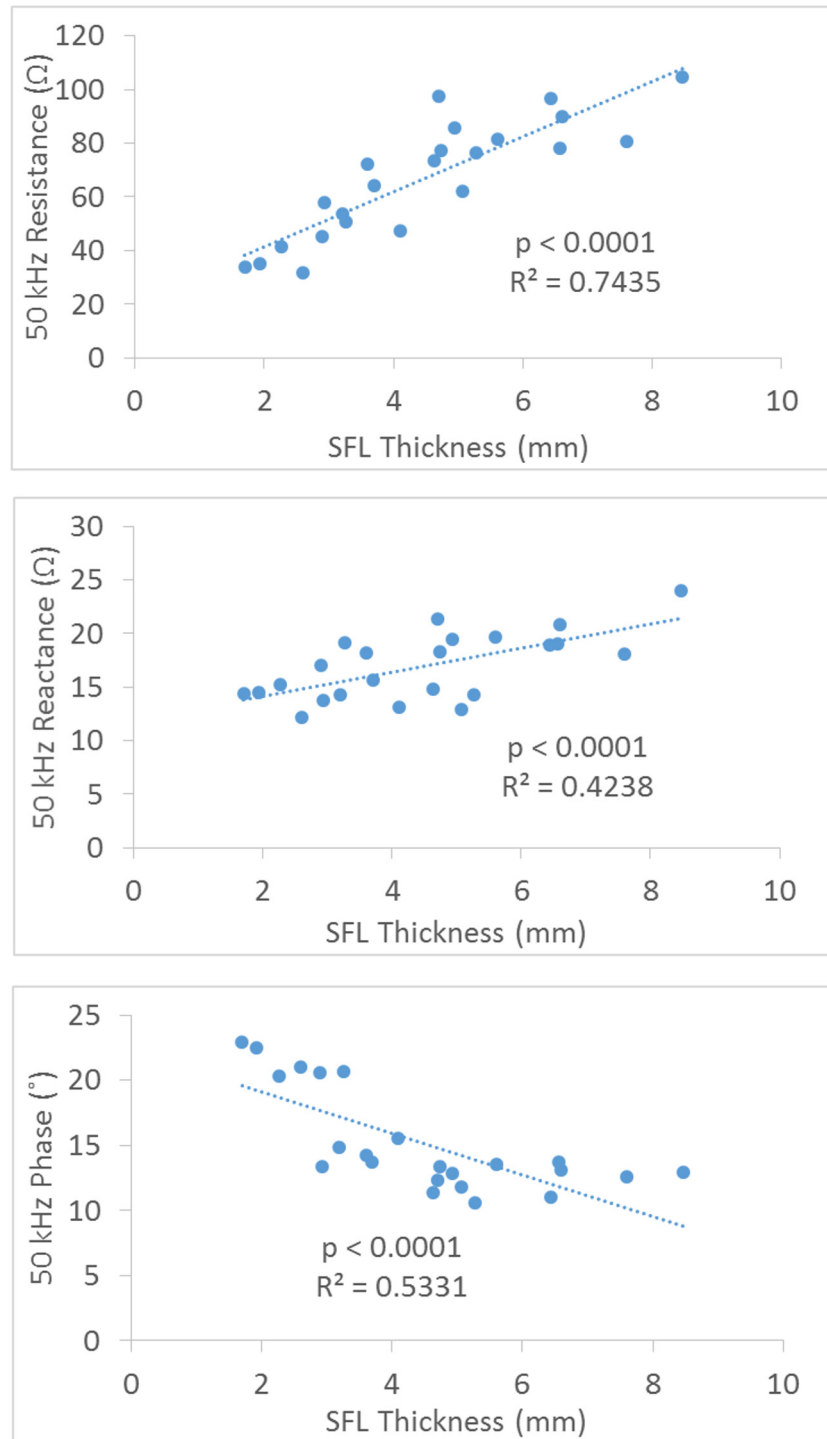 120
100
80
60
40
20
0
50 kHz Resistance (Ω)
p < 0.0001
R² = 0.7435
0 2 4 6 8 10
SFL Thickness (mm)
30
25
20
15
10
5
0
50 kHz Reactance (Ω)
p < 0.0001
R² = 0.4238
0 2 4 6 8 10
SFL Thickness (mm)
25
20
15
10
5
0
50 kHz Phase (˚)
p < 0.0001
R² = 0.5331
0 2 4 6 8 10
SFL Thickness (mm)